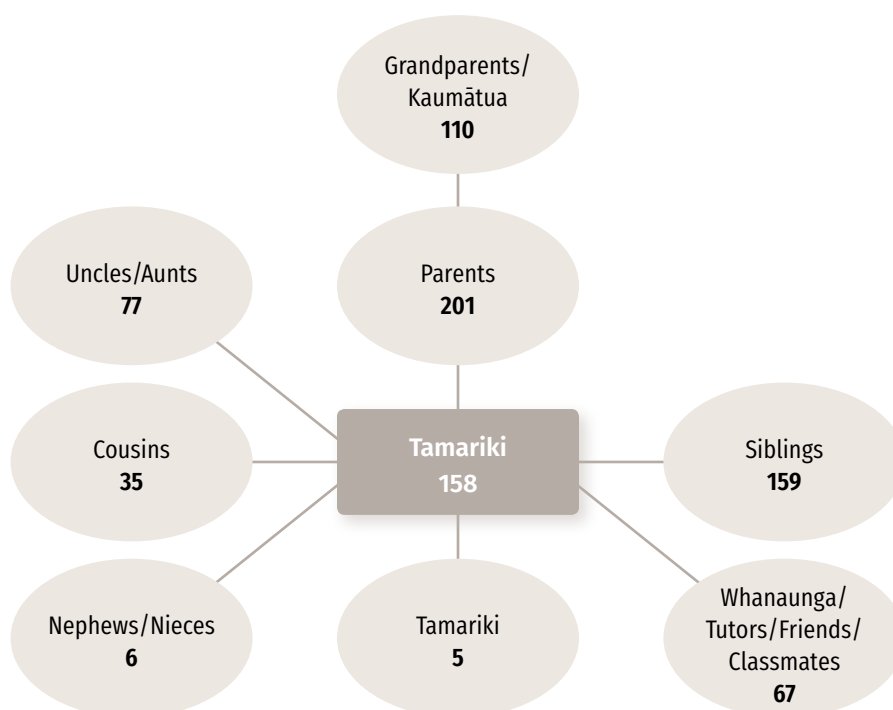 Grandparents/
Kaumātua
110
Uncles/Aunts
77
Parents
201
Cousins
35
Tamariki
158
Siblings
159
Nephews/Nieces
6
Tamariki
5
Whanaunga/
Tutors/Friends/
Classmates
67